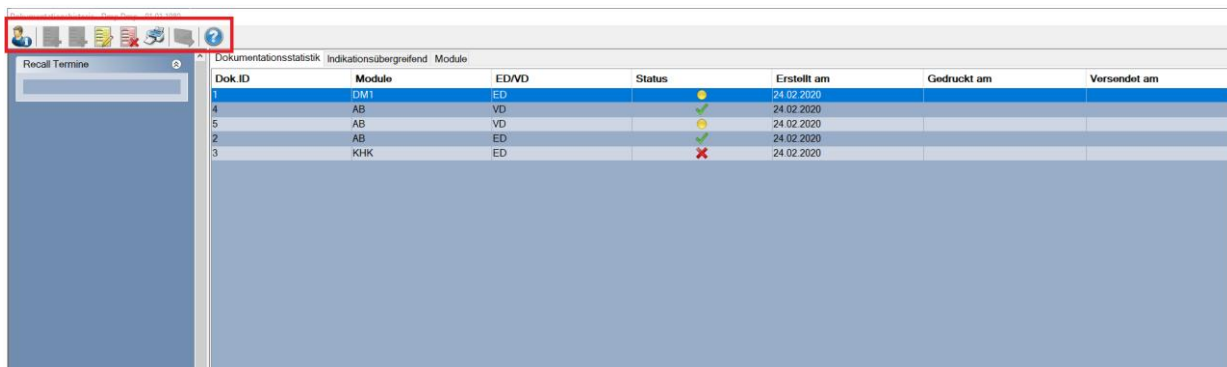 Recall Termine
Dokumentationsstatistik Indikationsübergreifend Module
Dok.ID Module ED/VD Status Erstellt am Gedruckt am Versendet am
1 DM1 ED 24.02.2020
4 AB VD 24.02.2020
5 AB VD 24.02.2020
2 AB ED 24.02.2020
3 KHK ED 24.02.2020